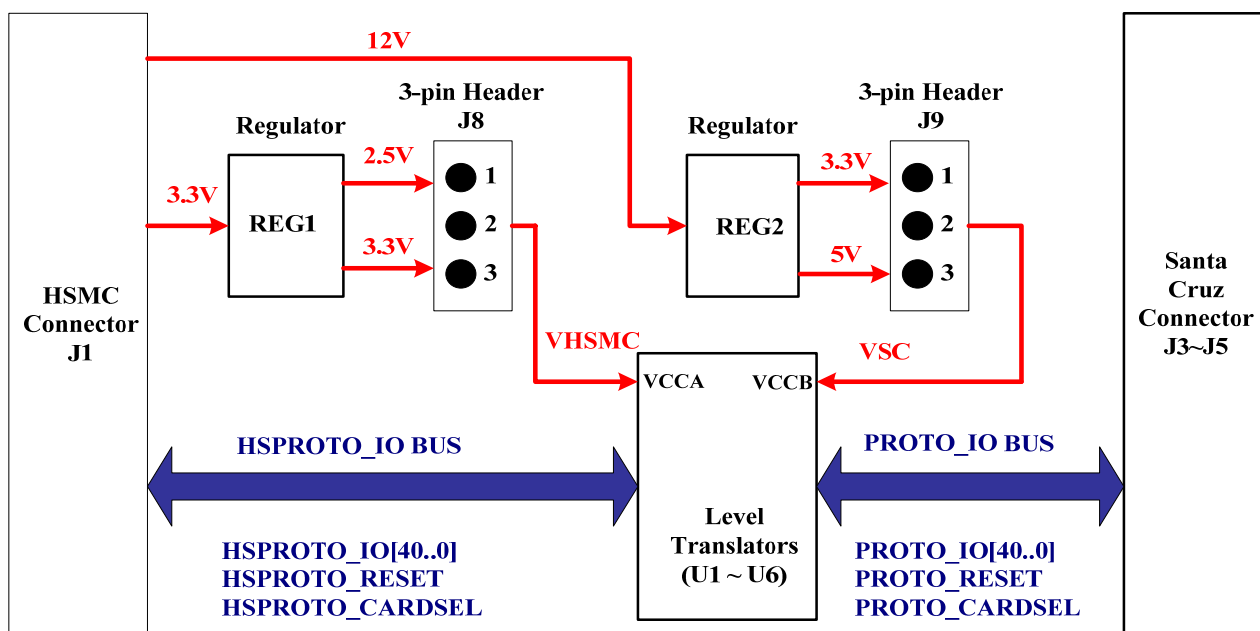 12V
3-pin Header
J8
3-pin Header
J9
Regulator
Regulator
2.5V
1
3.3V
1
3.3V
REG1
2
REG2
2
3.3V
3
5V
3
HSMC
Connector
J1
Santa
Cruz
Connector
J3~J5
VHSMC
VSC
VCCA
VCCB
HSPROTO_IO BUS
PROTO_IO BUS
Level
Translators
(U1 ~ U6)
HSPROTO_IO[40..0]
HSPROTO_RESET
HSPROTO_CARDSEL
PROTO_IO[40..0]
PROTO_RESET
PROTO_CARDSEL